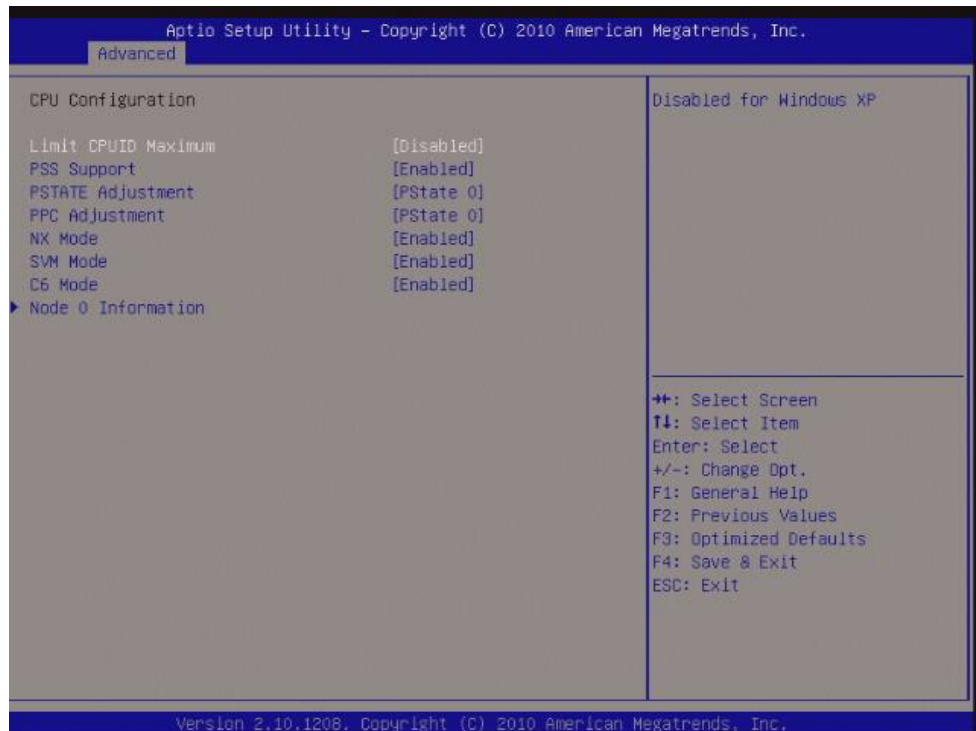 Aptio Setup Utility – Copyright (C) 2010 American Megatrends, Inc.
Advanced
CPU Configuration
Limit CPUID Maximum [Disabled]
PSS Support [Enabled]
PSTATE Adjustment [PState 0]
PPC Adjustment [PState 0]
NX Mode [Enabled]
SVM Mode [Enabled]
C6 Mode [Enabled]
Node 0 Information
Disabled for Windows XP
→←: Select Screen
↑↓: Select Item
Enter: Select
+/-: Change Opt.
F1: General Help
F2: Previous Values
F3: Optimized Defaults
F4: Save & Exit
ESC: Exit
Version 2.10.1208. Copyright (C) 2010 American Megatrends, Inc.